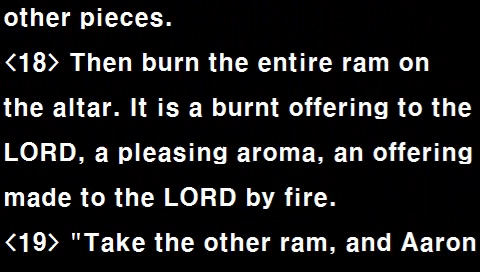 other pieces.
<18> Then burn the entire ram on
the altar. It is a burnt offering to the
LORD, a pleasing aroma, an offering
made to the LORD by fire.
<19> "Take the other ram, and Aaron